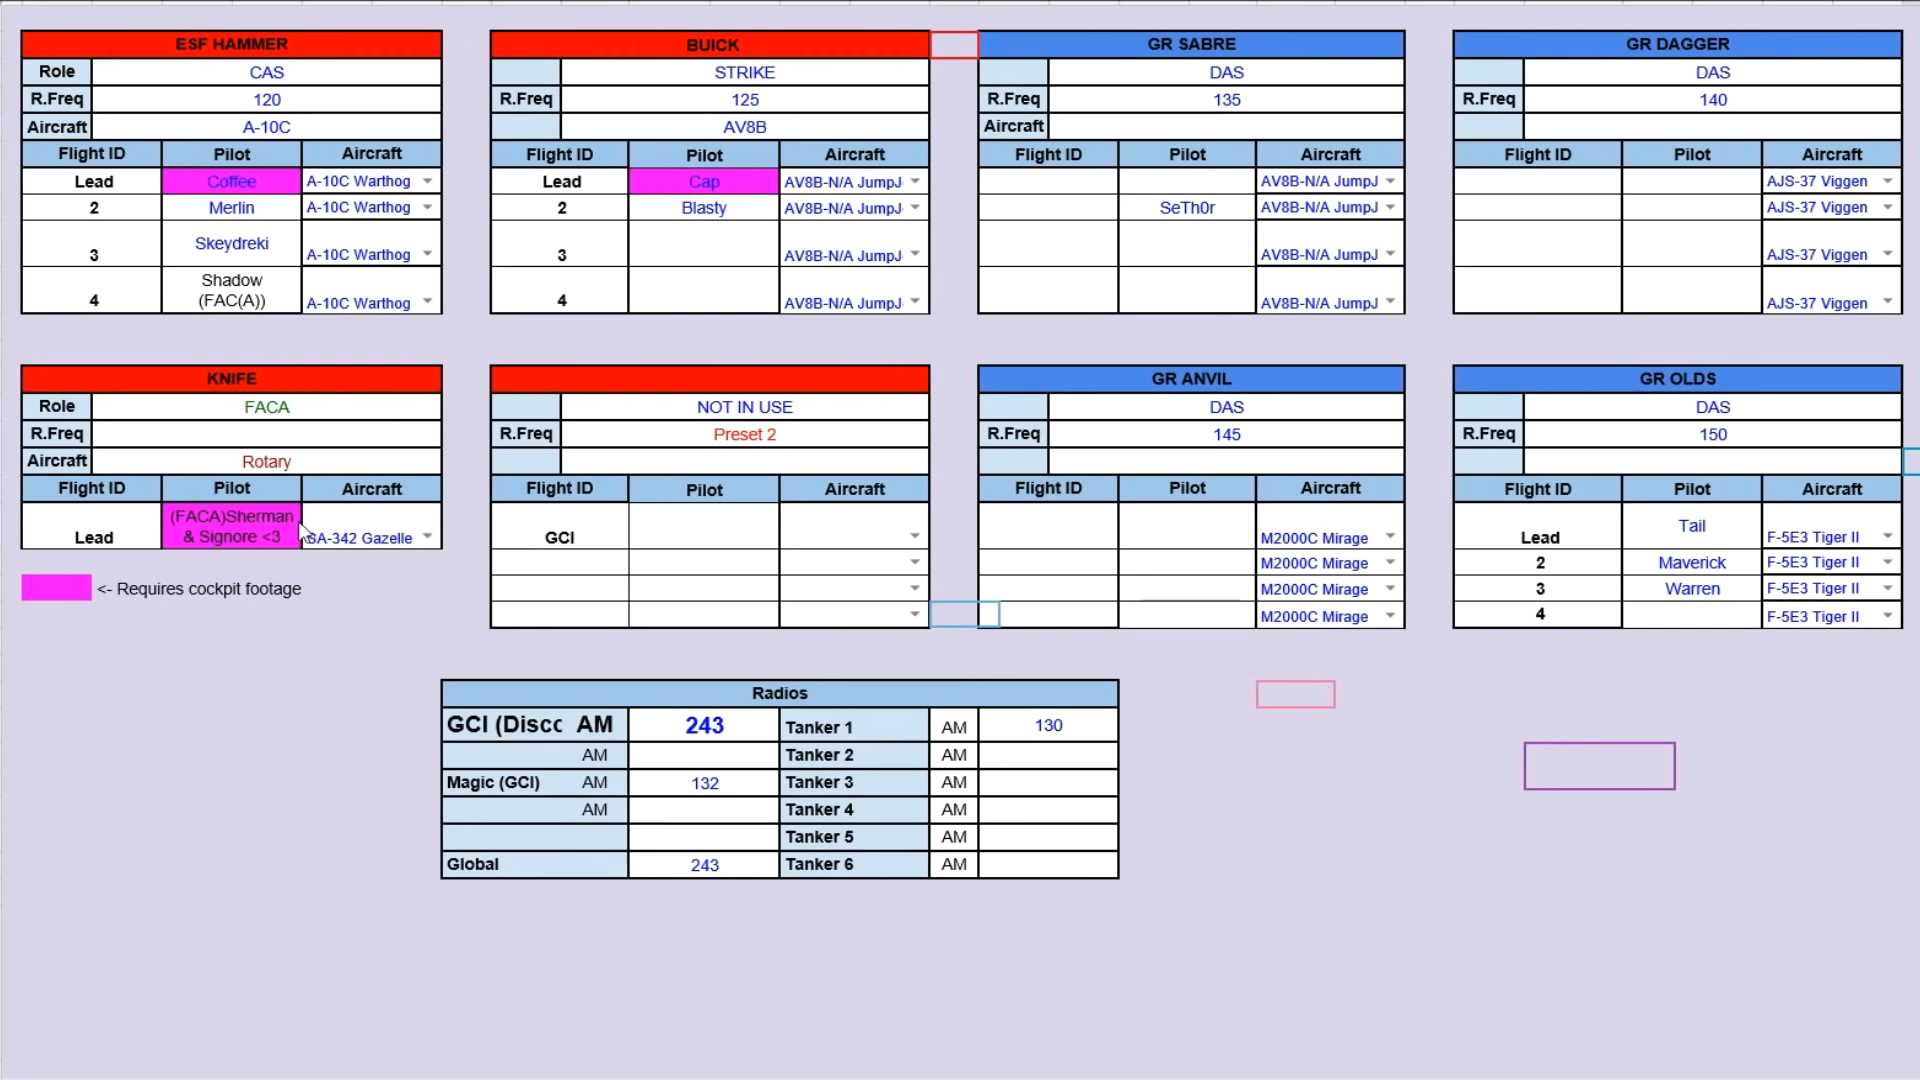 ESF HAMMER
Role CAS
R.Freq 120
Aircraft A-10C
Flight ID Pilot Aircraft
Lead Coffee A-10C Warthog
2 Merlin A-10C Warthog
3 Skeydreki A-10C Warthog
4 Shadow (FAC(A)) A-10C Warthog
BUICK
STRIKE
R.Freq 125
AV8B
Flight ID Pilot Aircraft
Lead Cap AV8B-N/A JumpJ
2 Blasty AV8B-N/A JumpJ
3 AV8B-N/A JumpJ
4 AV8B-N/A JumpJ
GR SABRE
DAS
R.Freq 135
Aircraft
Flight ID Pilot Aircraft
AV8B-N/A JumpJ
SeTh0r AV8B-N/A JumpJ
AV8B-N/A JumpJ
AV8B-N/A JumpJ
GR DAGGER
DAS
R.Freq 140
Flight ID Pilot Aircraft
AJS-37 Viggen
AJS-37 Viggen
AJS-37 Viggen
AJS-37 Viggen
KNIFE
Role FACA
R.Freq
Aircraft Rotary
Flight ID Pilot Aircraft
Lead (FACA)Sherman & Signore <3 SA-342 Gazelle
<- Requires cockpit footage
NOT IN USE
R.Freq Preset 2
Flight ID Pilot Aircraft
GCI
GR ANVIL
DAS
R.Freq 145
Flight ID Pilot Aircraft
M2000C Mirage
M2000C Mirage
M2000C Mirage
M2000C Mirage
GR OLDS
DAS
R.Freq 150
Flight ID Pilot Aircraft
Lead Tail F-5E3 Tiger II
2 Maverick F-5E3 Tiger II
3 Warren F-5E3 Tiger II
4 F-5E3 Tiger II
Radios
GCI (Discc AM 243 Tanker 1 AM 130
AM Tanker 2 AM
Magic (GCI) AM 132 Tanker 3 AM
AM Tanker 4 AM
Tanker 5 AM
Global 243 Tanker 6 AM